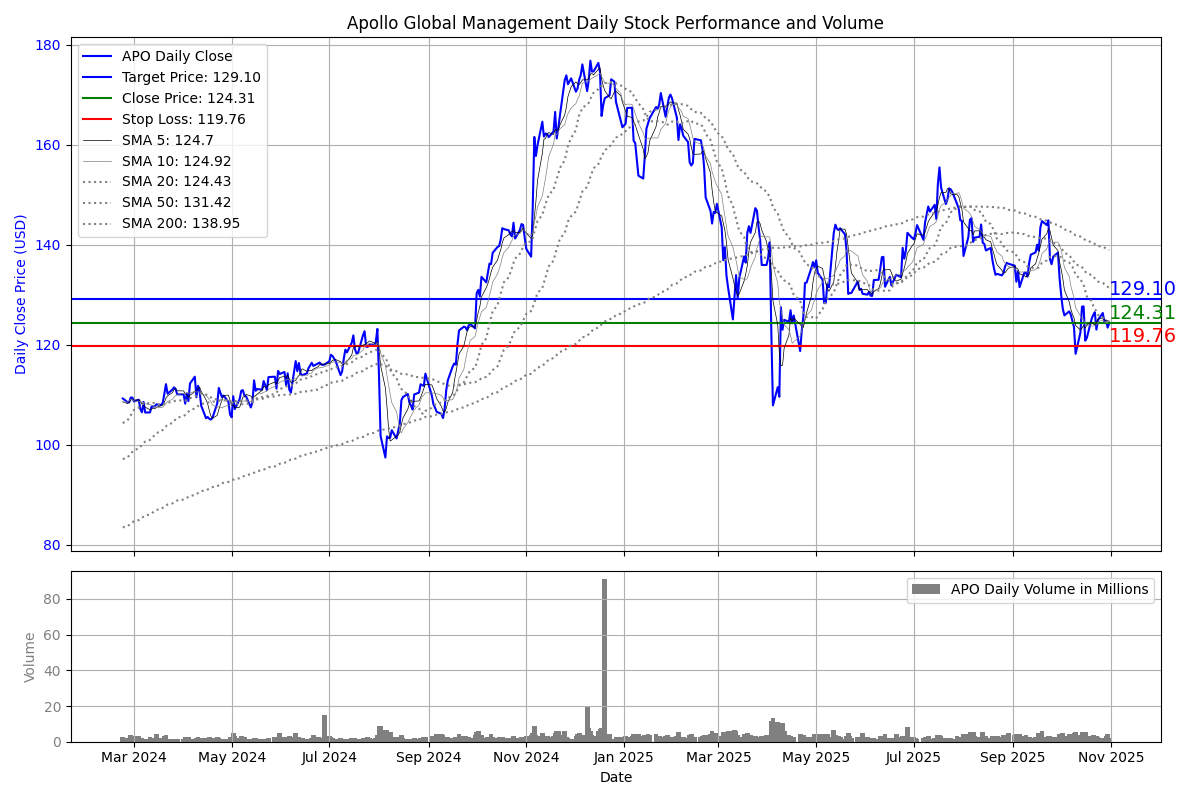 Apollo Global Management Daily Stock Performance and Volume
Daily Close Price (USD)
180
160
140
120
100
80
APO Daily Close
Target Price: 129.10
Close Price: 124.31
Stop Loss: 119.76
SMA 5: 124.7
SMA 10: 124.92
SMA 20: 124.43
SMA 50: 131.42
SMA 200: 138.95
129.10
124.31
119.76
Volume
80
60
40
20
0
APO Daily Volume in Millions
Mar 2024
May 2024
Jul 2024
Sep 2024
Nov 2024
Jan 2025
Mar 2025
May 2025
Jul 2025
Sep 2025
Nov 2025
Date